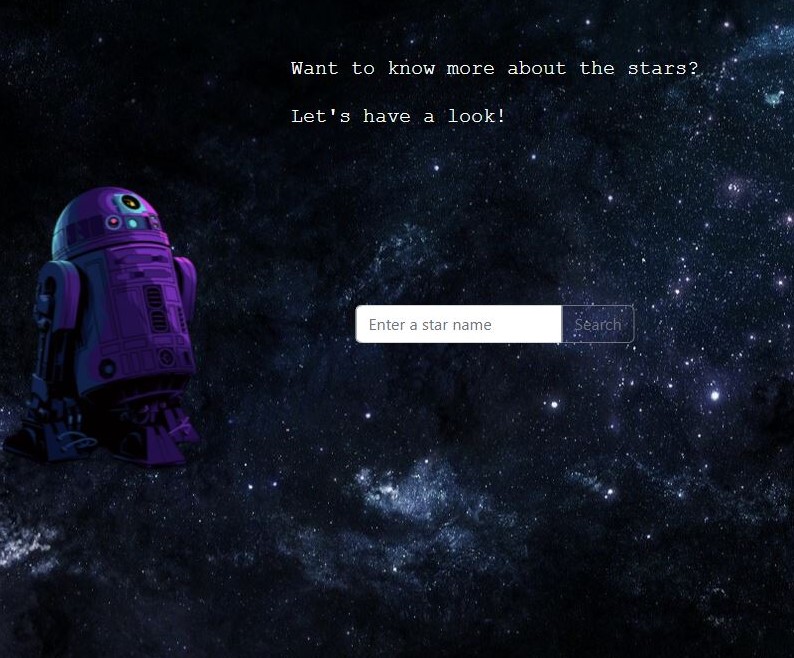 Want to know more about the stars?
Let's have a look!
Enter a star name
Search